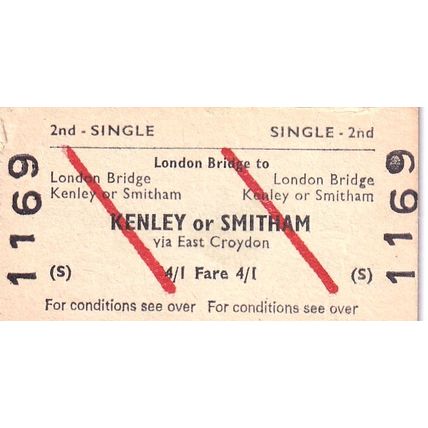 2nd - SINGLE SINGLE - 2nd
London Bridge to
London Bridge London Bridge
Kenley or Smitham Kenley or Smitham
KENLEY or SMITHAM
via East Croydon
(S) 4/1 Fare 4/1 (S)
For conditions see over For conditions see over
1169
1169